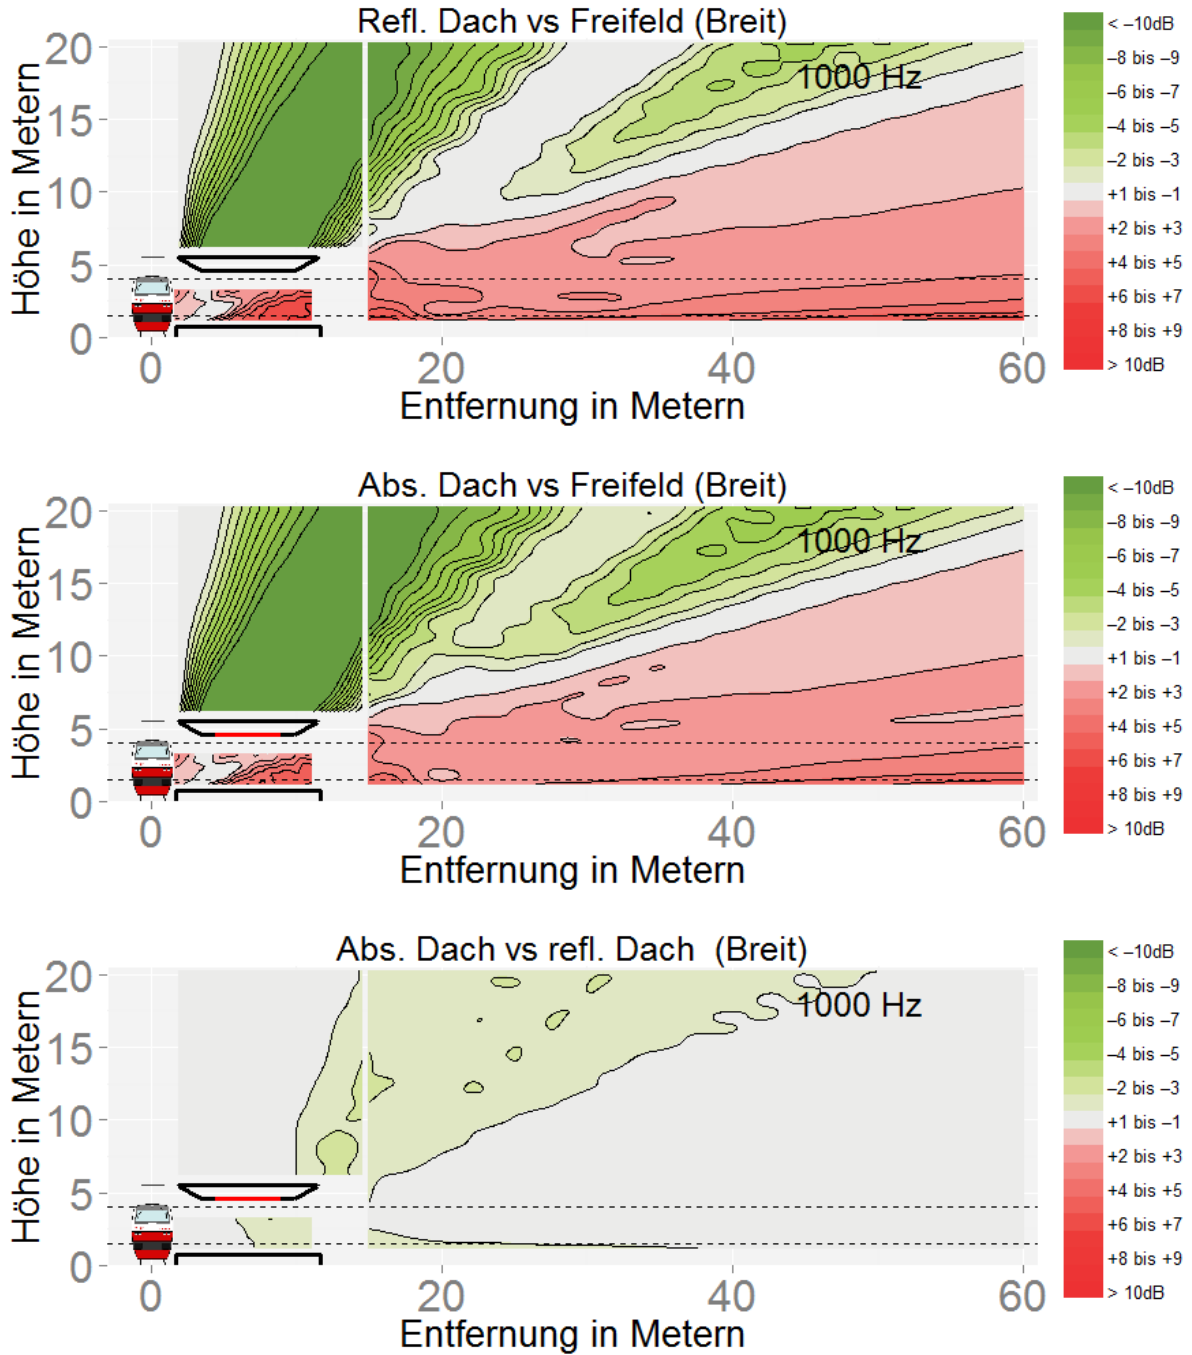 Refl. Dach vs Freifeld (Breit)
1000 Hz
Höhe in Metern
20
15
10
5
0
0
20
40
60
Entfernung in Metern
< –10dB
–8 bis –9
–6 bis –7
–4 bis –5
–2 bis –3
+1 bis –1
+2 bis +3
+4 bis +5
+6 bis +7
+8 bis +9
> 10dB
Abs. Dach vs Freifeld (Breit)
1000 Hz
Höhe in Metern
20
15
10
5
0
0
20
40
60
Entfernung in Metern
< –10dB
–8 bis –9
–6 bis –7
–4 bis –5
–2 bis –3
+1 bis –1
+2 bis +3
+4 bis +5
+6 bis +7
+8 bis +9
> 10dB
Abs. Dach vs refl. Dach  (Breit)
1000 Hz
Höhe in Metern
20
15
10
5
0
0
20
40
60
Entfernung in Metern
< –10dB
–8 bis –9
–6 bis –7
–4 bis –5
–2 bis –3
+1 bis –1
+2 bis +3
+4 bis +5
+6 bis +7
+8 bis +9
> 10dB